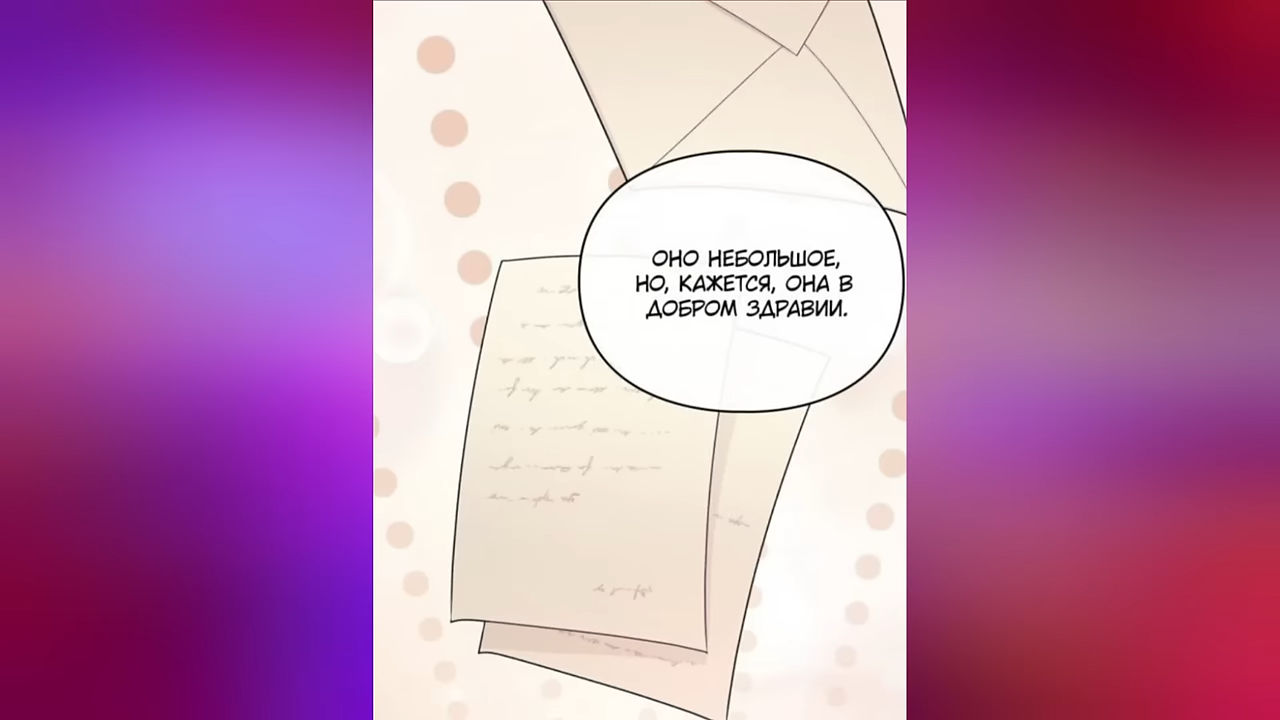 ОНО НЕБОЛЬШОЕ,
НО, КАЖЕТСЯ, ОНА В
ДОБРОМ ЗДРАВИИ.